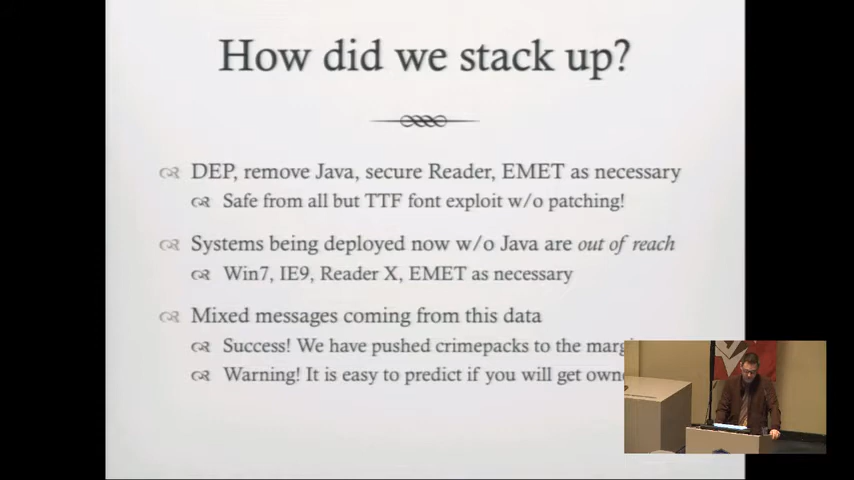 How did we stack up?
DEP, remove Java, secure Reader, EMET as necessary
Safe from all but TTF font exploit w/o patching!
Systems being deployed now w/o Java are out of reach
Win7, IE9, Reader X, EMET as necessary
Mixed messages coming from this data
Success! We have pushed crimepacks to the
Warning! It is easy to predict if you will get